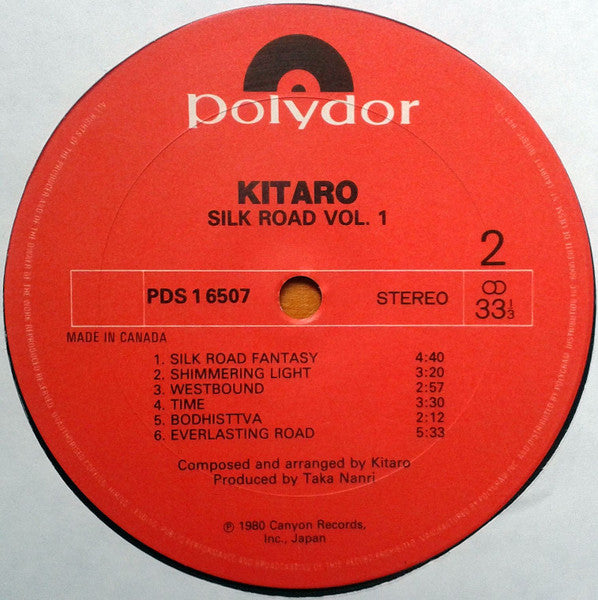 polydor
KITARO
SILK ROAD VOL. 1
2
PDS 1 6507
STEREO
33 1/3
MADE IN CANADA
1. SILK ROAD FANTASY 4:40
2. SHIMMERING LIGHT 3:20
3. WESTBOUND 2:57
4. TIME 3:30
5. BODHISTTVA 2:12
6. EVERLASTING ROAD 5:33
Composed and arranged by Kitaro
Produced by Taka Nanri
℗ 1980 Canyon Records,
Inc., Japan